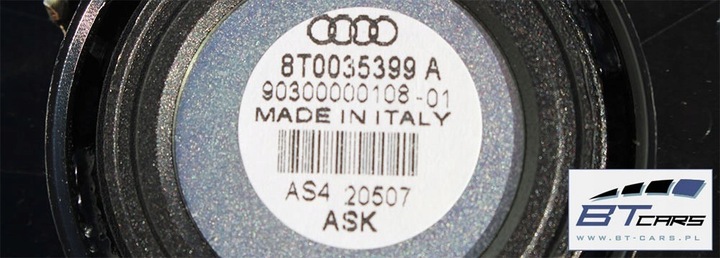 8T0035399 A
90300000108-01
MADE IN ITALY
AS4 20507
ASK
BT CARS
WWW.BT-CARS.PL